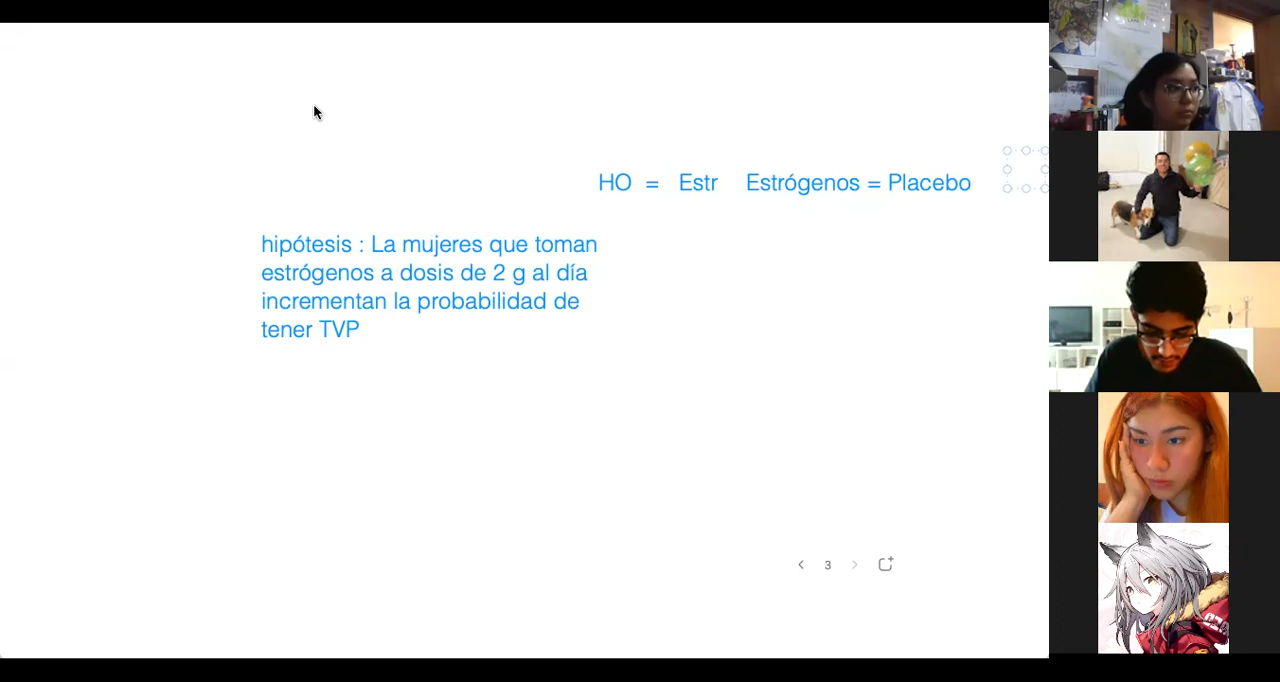 HO = Estr Estrógenos = Placebo
hipótesis : La mujeres que toman
estrógenos a dosis de 2 g al día
incrementan la probabilidad de
tener TVP
3